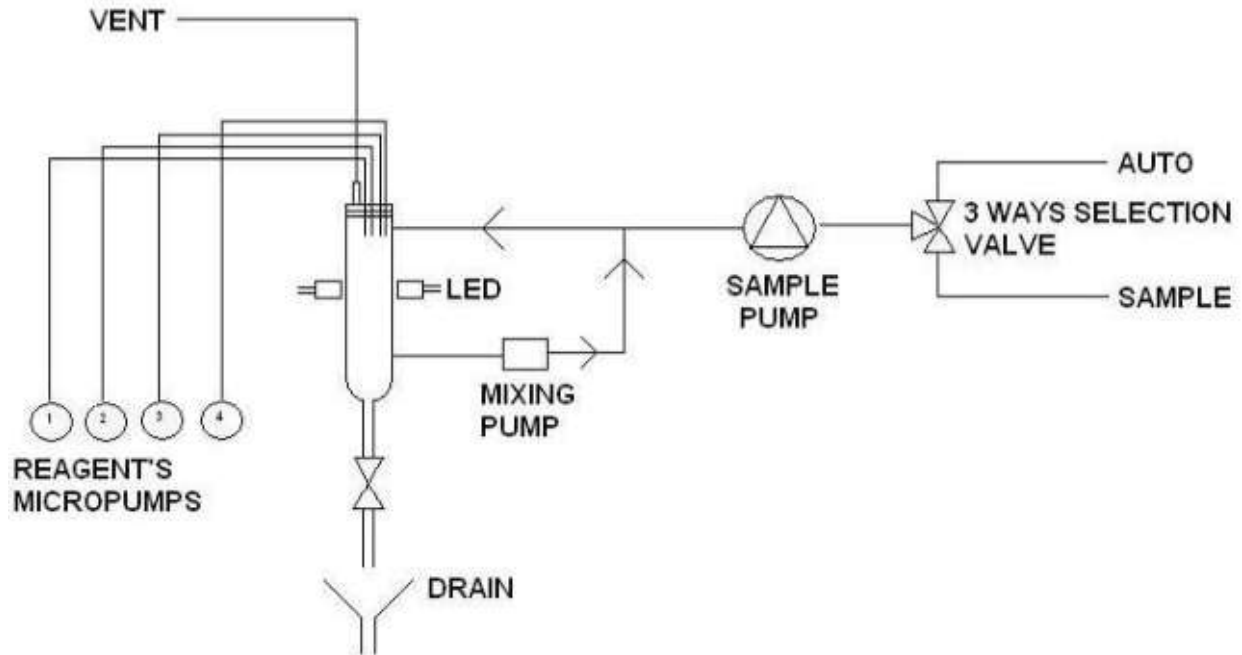 VENT
AUTO
3 WAYS SELECTION
VALVE
SAMPLE
SAMPLE
PUMP
LED
MIXING
PUMP
1 2 3 4
REAGENT'S
MICROPUMPS
DRAIN